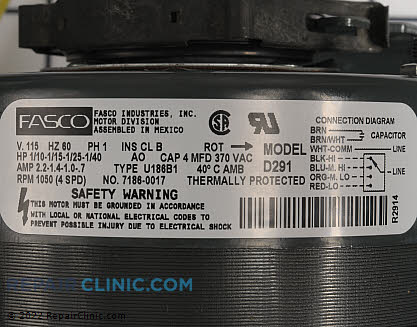 FASCO
FASCO INDUSTRIES, INC.
MOTOR DIVISION
ASSEMBLED IN MEXICO
CONNECTION DIAGRAM
BRN
CAPACITOR
BRN/WHT
WHT-COMM
LINE
BLK-HI
BLU-M. HI
ORG-M. LO
LINE
RED-LO
V. 115 HZ 60 PH 1 INS CL B ROT
MODEL
HP 1/10-1/15-1/25-1/40 AO CAP 4 MFD 370 VAC
D291
AMP 2.2-1.4-1.0-.7 TYPE U186B1 40° C AMB
RPM 1050 (4 SPD) NO. 7186-0017 THERMALLY PROTECTED
SAFETY WARNING
THIS MOTOR MUST BE GROUNDED IN ACCORDANCE
WITH LOCAL AND NATIONAL ELECTRICAL CODES TO
PREVENT SERIOUS INJURY DUE TO ELECTRICAL SHOCK
R2914
CLINIC.COM
© 2022 RepairClinic.com